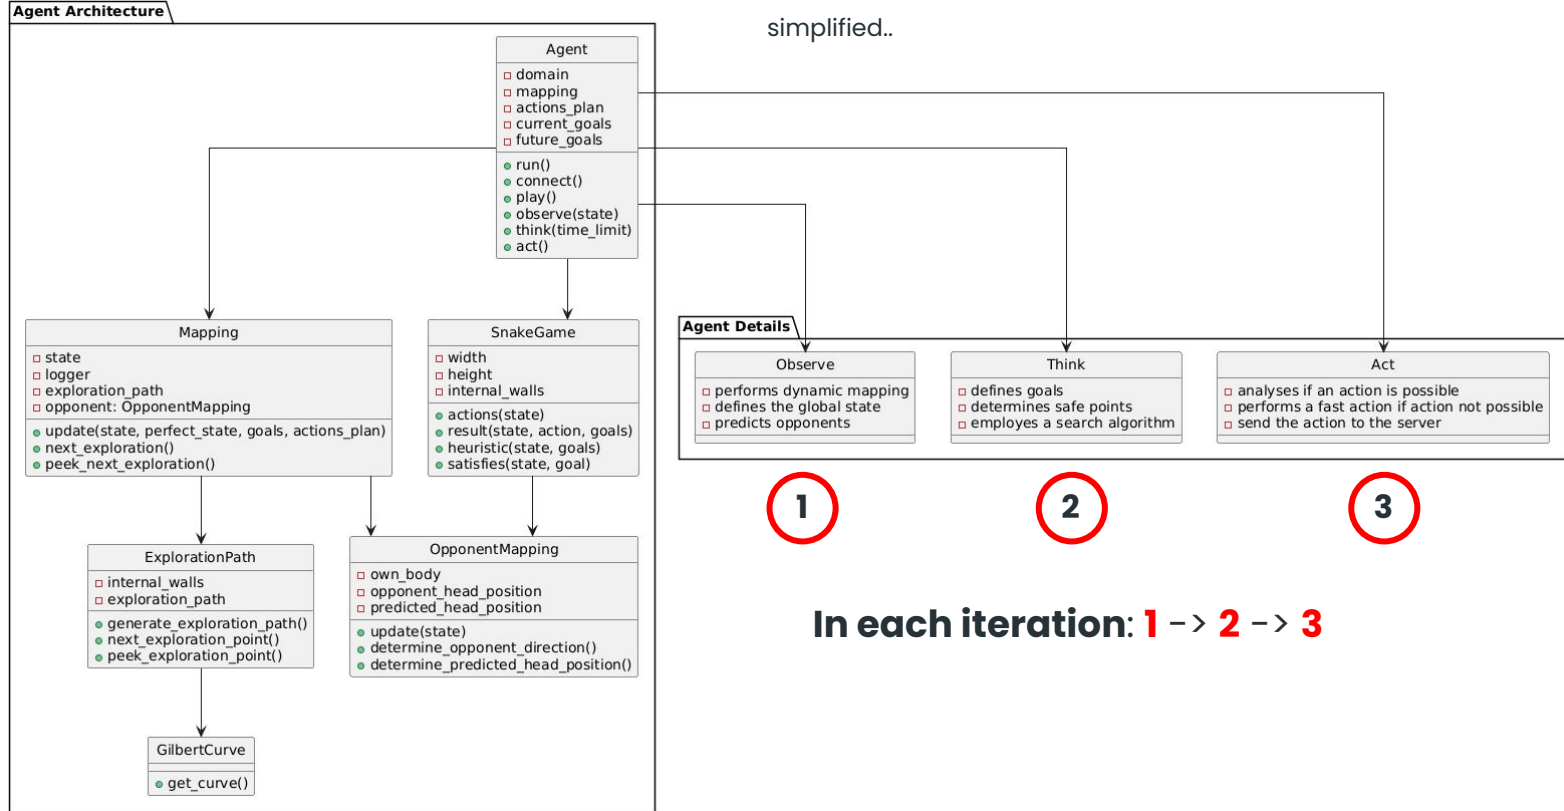 Agent Architecture
simplified..
Agent
domain
mapping
actions_plan
current_goals
future_goals
run()
connect()
play()
observe(state)
think(time_limit)
act()
Mapping
state
logger
exploration_path
opponent: OpponentMapping
update(state, perfect_state, goals, actions_plan)
next_exploration()
peek_next_exploration()
SnakeGame
width
height
internal_walls
actions(state)
result(state, action, goals)
heuristic(state, goals)
satisfies(state, goal)
ExplorationPath
internal_walls
exploration_path
generate_exploration_path()
next_exploration_point()
peek_exploration_point()
OpponentMapping
own_body
opponent_head_position
predicted_head_position
update(state)
determine_opponent_direction()
determine_predicted_head_position()
GilbertCurve
get_curve()
Agent Details
Observe
performs dynamic mapping
defines the global state
predicts opponents
Think
defines goals
determines safe points
employes a search algorithm
Act
analyses if an action is possible
performs a fast action if action not possible
send the action to the server
1
2
3
In each iteration: 1 -> 2 -> 3